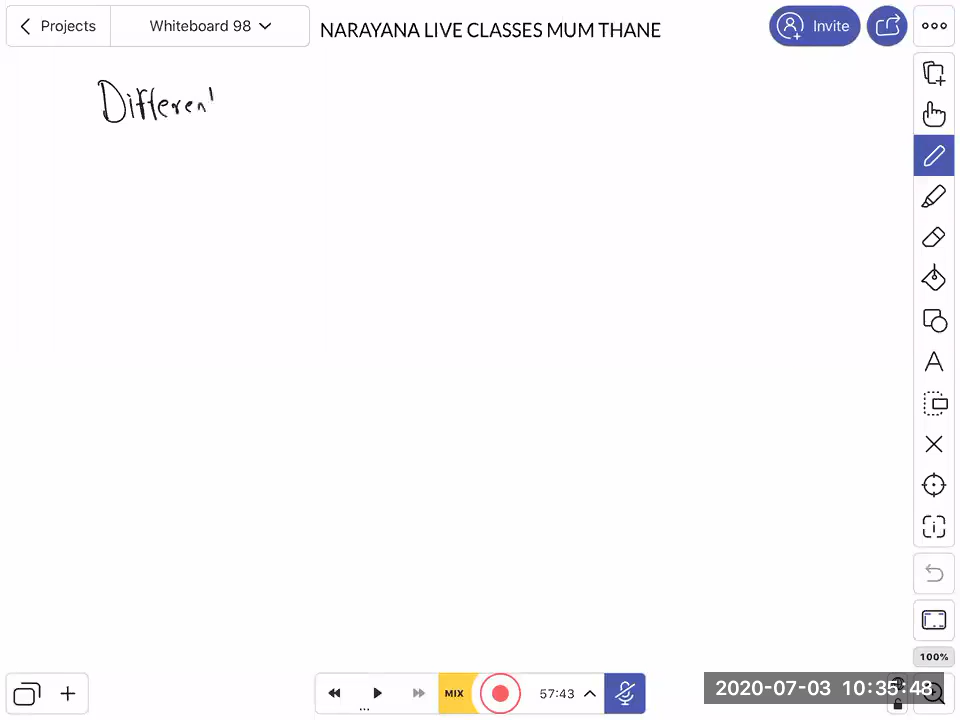 Projects
Whiteboard 98
NARAYANA LIVE CLASSES MUM THANE
Invite
Different
A
100%
MIX
57:43
2020-07-03 10:35:48